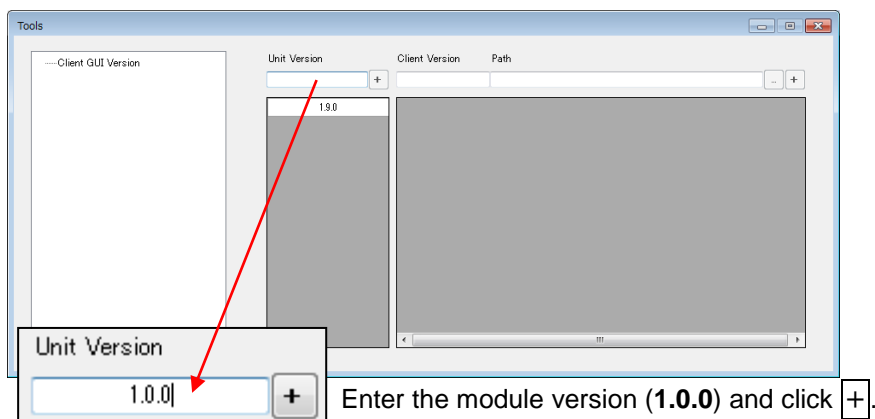 Tools
Client GUI Version
Unit Version Client Version Path
+ .. +
1.9.0
Unit Version
1.0.0 +
Enter the module version (1.0.0) and click +.